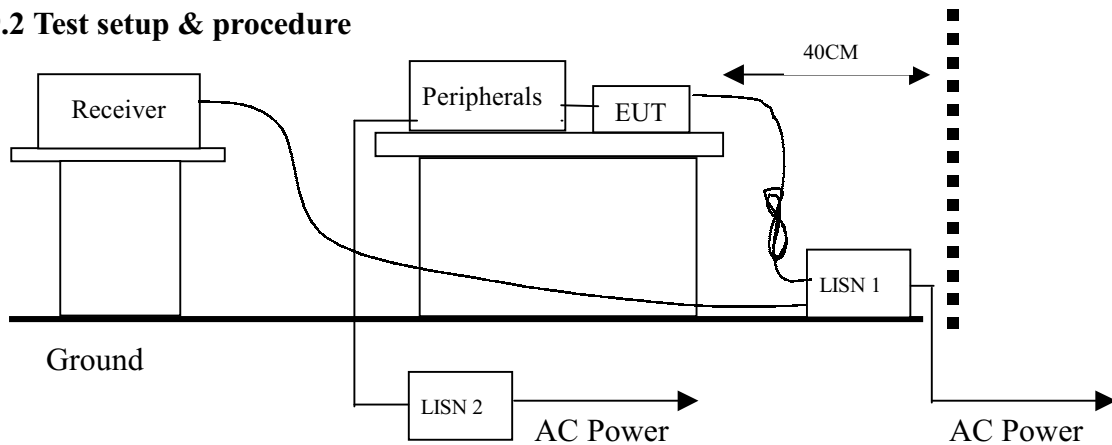 .2 Test setup & procedure
40CM
Receiver
Peripherals
EUT
LISN 1
Ground
LISN 2
AC Power
AC Power